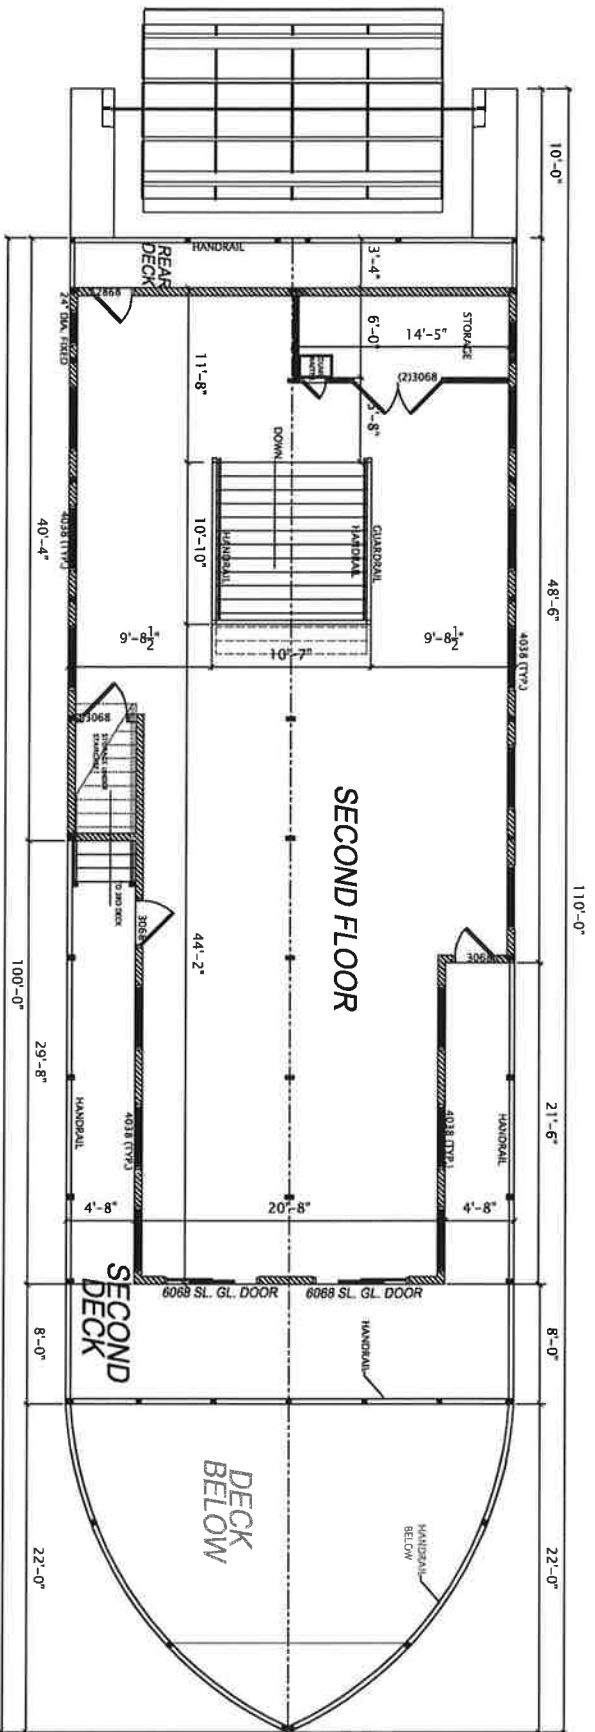 10'-0"
48'-6"
110'-0"
21'-6"
8'-0"
22'-0"
HANDRAIL
REAR
DECK
3'-4"
2868
24" DIA. FIXED
11'-8"
6'-0"
14'-5"
STORAGE
(2)3068
5'-8"
DOWN
10'-10"
HANDRAIL
HANDRAIL
GUARDRAIL
4038 (TYP.)
40'-4"
9'-8½"
10'-7"
9'-8½"
4038 (TYP.)
3068
STORAGE UNDER
STAIRCASE
TO 3RD DECK
3068
SECOND FLOOR
44'-2"
3068
100'-0"
29'-8"
HANDRAIL
4038 (TYP.)
4038 (TYP.)
HANDRAIL
4'-8"
20'-8"
4'-8"
6068 SL. GL. DOOR
6068 SL. GL. DOOR
SECOND
DECK
8'-0"
HANDRAIL
DECK
BELOW
HANDRAIL
BELOW
22'-0"